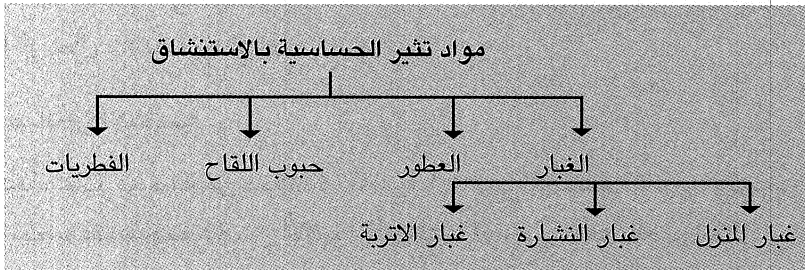 مواد تثير الحساسية بالاستنشاق
الغبار العطور حبوب اللقاح الفطريات
غبار المنزل غبار النشارة غبار الاتربة